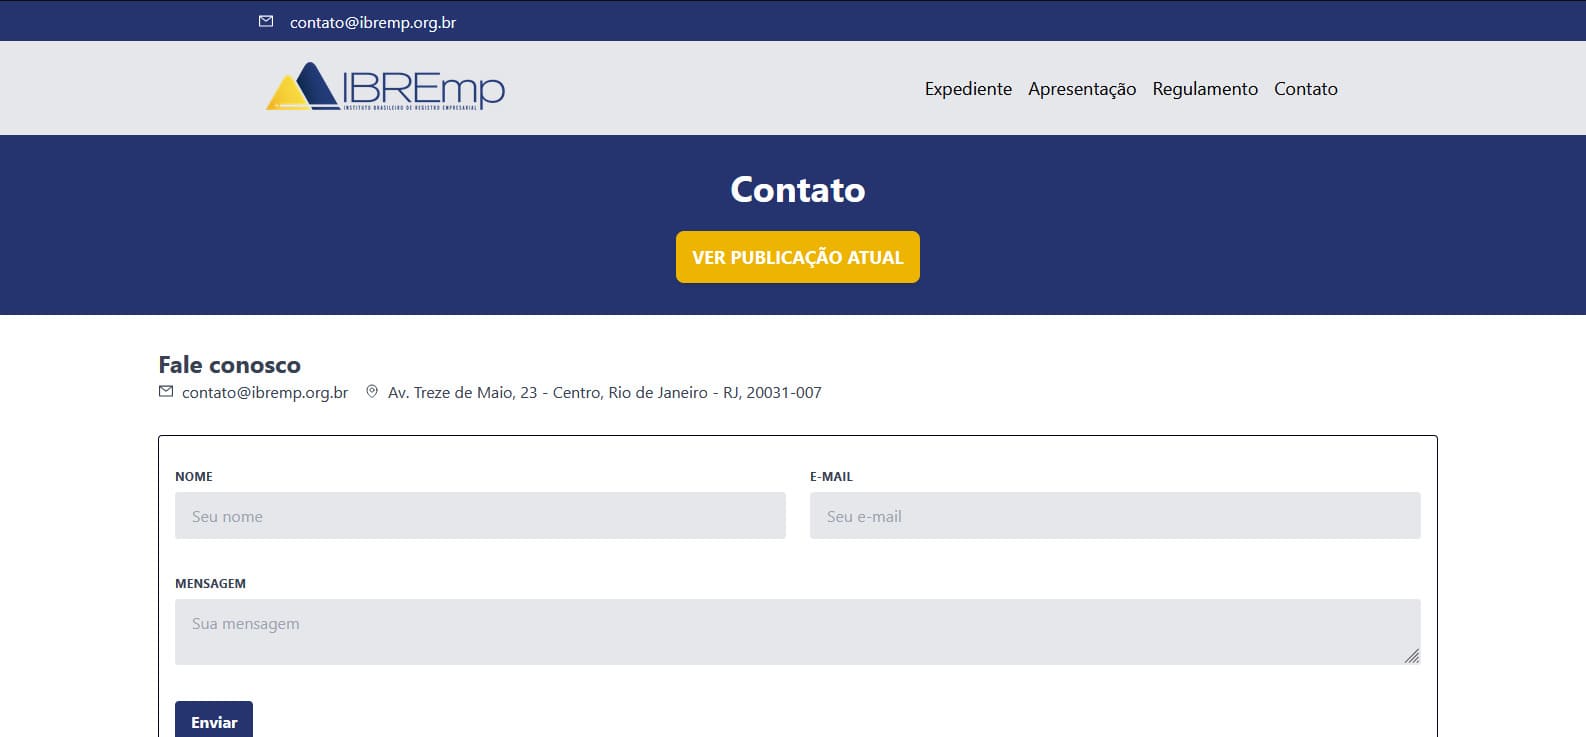 contato@ibremp.org.br
IBREmp
INSTITUTO BRASILEIRO DE REGISTRO EMPRESARIAL
Expediente Apresentação Regulamento Contato
Contato
VER PUBLICAÇÃO ATUAL
Fale conosco
contato@ibremp.org.br Av. Treze de Maio, 23 - Centro, Rio de Janeiro - RJ, 20031-007
NOME E-MAIL
Seu nome Seu e-mail
MENSAGEM
Sua mensagem
Enviar